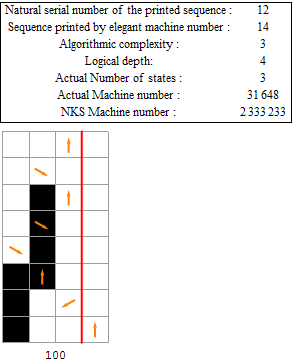 Natural serial number of the printed sequence : 12
Sequence printed by elegant machine number : 14
Algorithmic complexity : 3
Logical depth: 4
Actual Number of states : 3
Actual Machine number : 31 648
NKS Machine number : 2 333 233
100